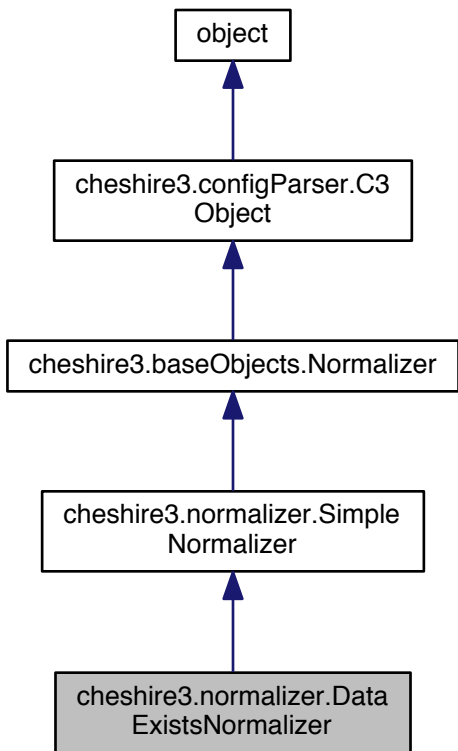 object
cheshire3.configParser.C3
Object
cheshire3.baseObjects.Normalizer
cheshire3.normalizer.Simple
Normalizer
cheshire3.normalizer.Data
ExistsNormalizer